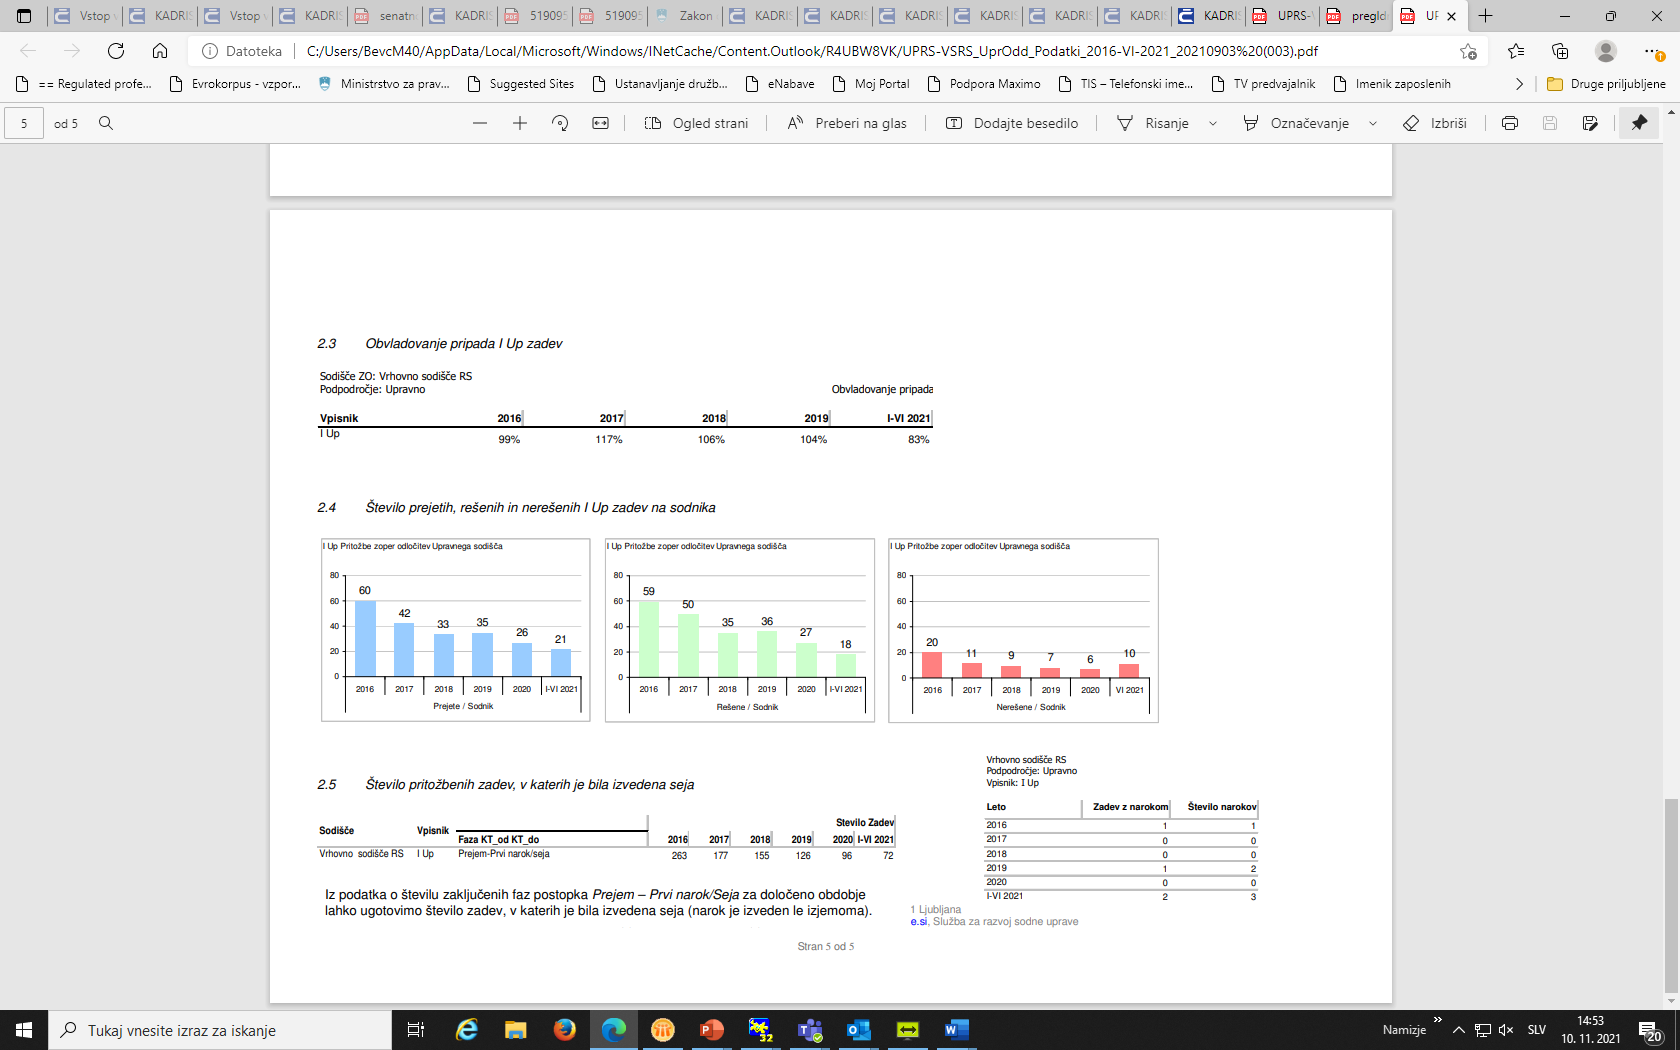 Vstop
KADRIS
Vstop
KADRIS
senatn
KADRIS
519095
519095
Zakon
KADRIS
KADRIS
KADRIS
KADRIS
KADRIS
KADRIS
KADRIS
UPRS-
pregld
UF
Datoteka
C:/Users/BevcM40/AppData/Local/Microsoft/Windows/INetCache/Content.Outlook/R4UBW8VK/UPRS-VSRS_UprOdd_Podatki_2016-VI-2021_20210903%20(003).pdf
== Regulated profe... Evrokorpus - vzpor... Ministrstvo za prav... Suggested Sites Ustanavljanje družb... eNabave Moj Portal Podpora Maximo TIS – Telefonski ime... TV predvajalnik Imenik zaposlenih Druge priljubljene
5 od 5 Ogled strani Preberi na glas Dodajte besedilo Risanje Označevanje Izbriši
2.3 Obvladovanje pripada I Up zadev
Sodišče ZO: Vrhovno sodišče RS
Podpodročje: Upravno Obvladovanje pripada
Vpisnik 2016 2017 2018 2019 I-VI 2021
I Up 99% 117% 106% 104% 83%
2.4 Število prejetih, rešenih in nerešenih I Up zadev na sodnika
I Up Pritožbe zoper odločitev Upravnega sodišča
80
60
40
20
0
60 42 33 35 26 21
2016 2017 2018 2019 2020 I-VI 2021
Prejete / Sodnik
I Up Pritožbe zoper odločitev Upravnega sodišča
80
60
40
20
0
59 50 35 36 27 18
2016 2017 2018 2019 2020 I-VI 2021
Rešene / Sodnik
I Up Pritožbe zoper odločitev Upravnega sodišča
80
60
40
20
0
20 11 9 7 6 10
2016 2017 2018 2019 2020 VI 2021
Nerešene / Sodnik
2.5 Število pritožbenih zadev, v katerih je bila izvedena seja
Stevilo Zadev
Sodišče Vpisnik Faza KT_od KT_do 2016 2017 2018 2019 2020 I-VI 2021
Vrhovno sodišče RS I Up Prejem-Prvi narok/seja 263 177 155 126 96 72
Iz podatka o številu zaključenih faz postopka Prejem – Prvi narok/Seja za določeno obdobje
lahko ugotovimo število zadev, v katerih je bila izvedena seja (narok je izveden le izjemoma).
Vrhovno sodišče RS
Podpodročje: Upravno
Vpisnik: I Up
Leto Zadev z narokom Število narokov
2016 1 1
2017 0 0
2018 0 0
2019 1 2
2020 0 0
I-VI 2021 2 3
1 Ljubljana
e.si, Služba za razvoj sodne uprave
Stran 5 od 5
Tukaj vnesite izraz za iskanje
32
Namizje
SLV
14:53
10. 11. 2021
20